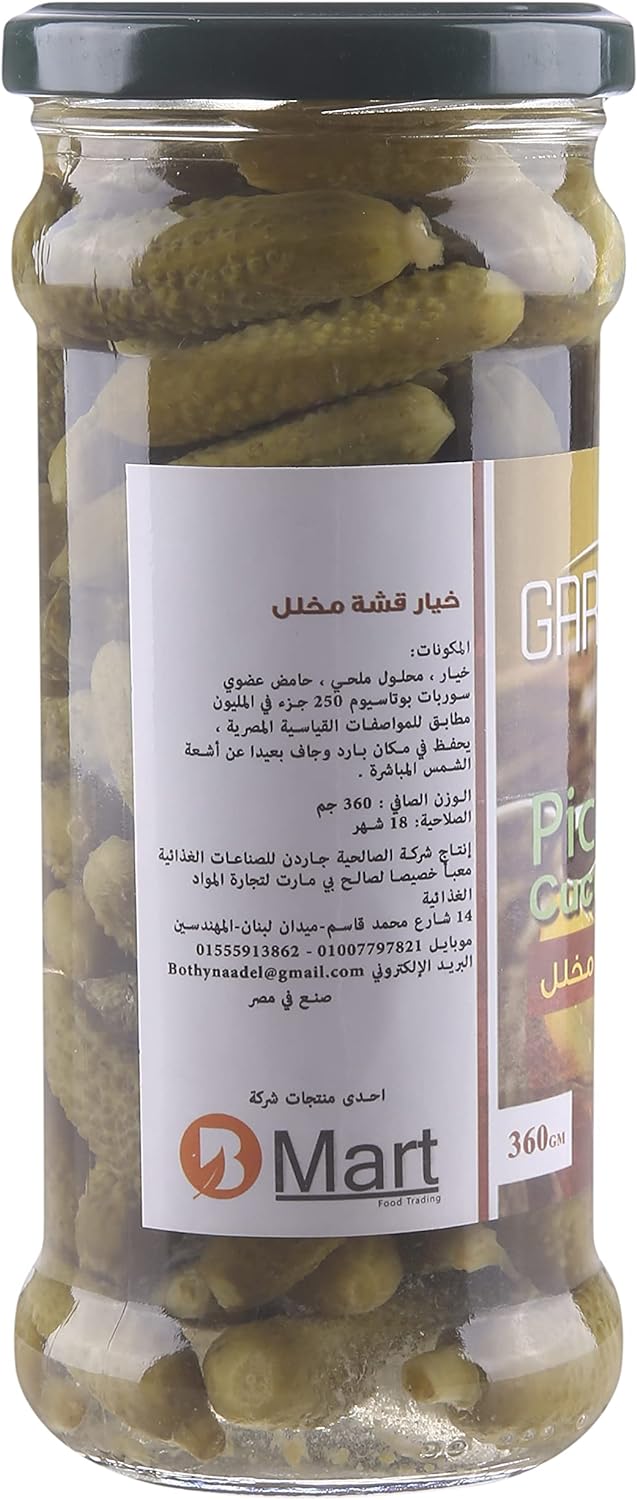 خيار قشة مخلل
المكونات:
خيار ، محلول ملحي ، حامض عضوي
سوربات بوتاسيوم 250 جزء في المليون
مطابق للمواصفات القياسية المصرية ،
يحفظ في مكان بارد وجاف بعيدا عن أشعة
الشمس المباشرة .
الوزن الصافي : 360 جم
الصلاحية: 18 شهر
إنتاج شركة الصالحية جاردن للصناعات الغذائية
معبأ خصيصا لصالح بي مارت لتجارة المواد
الغذائية
14 شارع محمد قاسم-ميدان لبنان-المهندسين
موبايل 01007797821 - 01555913862
البريد الإلكتروني Bothynaadel@gmail.com
صنع في مصر
احدى منتجات شركة
B Mart
Food Trading
GAR
Pic
Cuc
مخلل
360GM